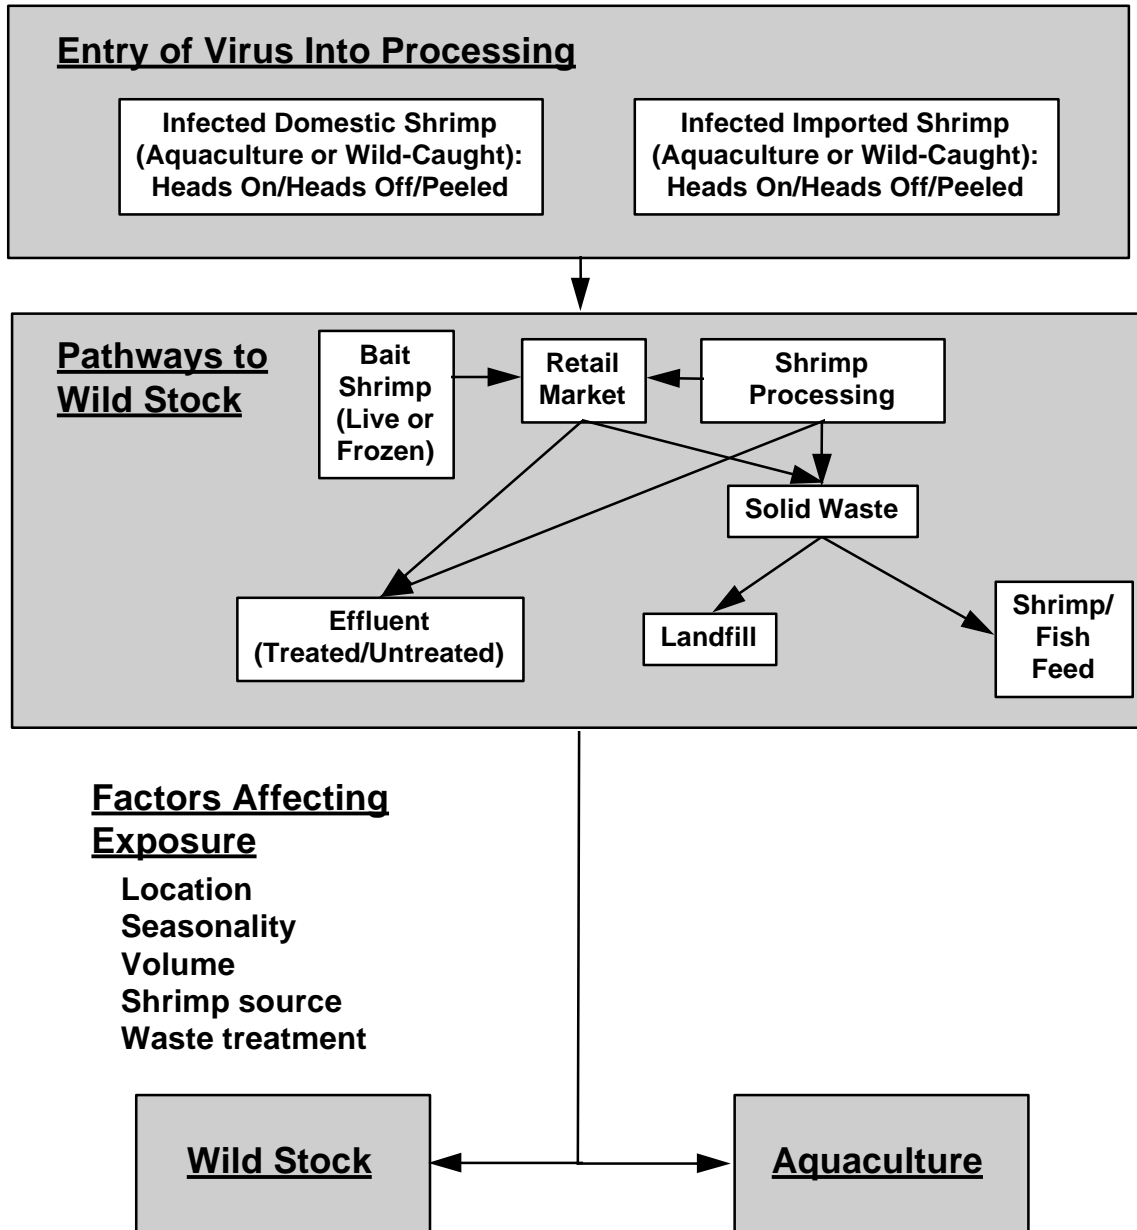 Entry of Virus Into Processing
Infected Domestic Shrimp
(Aquaculture or Wild-Caught):
Heads On/Heads Off/Peeled
Infected Imported Shrimp
(Aquaculture or Wild-Caught):
Heads On/Heads Off/Peeled
Pathways to
Wild Stock
Bait
Shrimp
(Live or
Frozen)
Retail
Market
Shrimp
Processing
Solid Waste
Effluent
(Treated/Untreated)
Landfill
Shrimp/
Fish
Feed
Factors Affecting
Exposure
Location
Seasonality
Volume
Shrimp source
Waste treatment
Wild Stock
Aquaculture